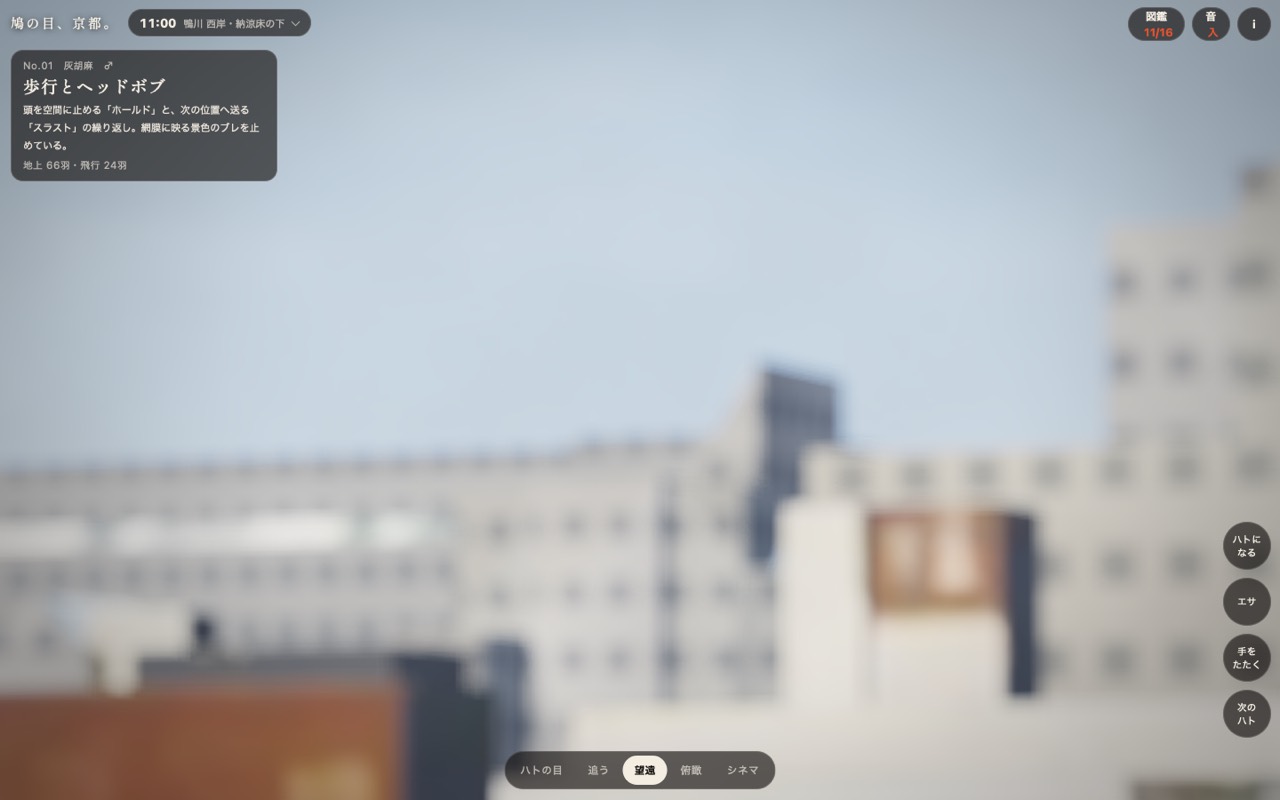 鳩の目、京都。
11:00 鴨川 西岸・納涼床の下
図鑑
11/16
音
入
i
No.01 灰胡麻 ♂
歩行とヘッドボブ
頭を空間に止める「ホールド」と、次の位置へ送る
「スラスト」の繰り返し。網膜に映る景色のブレを止
めている。
地上 66羽・飛行 24羽
ハトに
なる
エサ
手を
たたく
次の
ハト
ハトの目
追う
望遠
俯瞰
シネマ